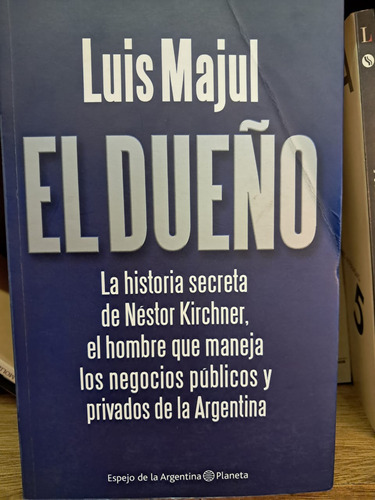 Luis Majul
EL DUEÑO
La historia secreta
de Néstor Kirchner,
el hombre que maneja
los negocios públicos y
privados de la Argentina
Espejo de la Argentina Planeta
L
5